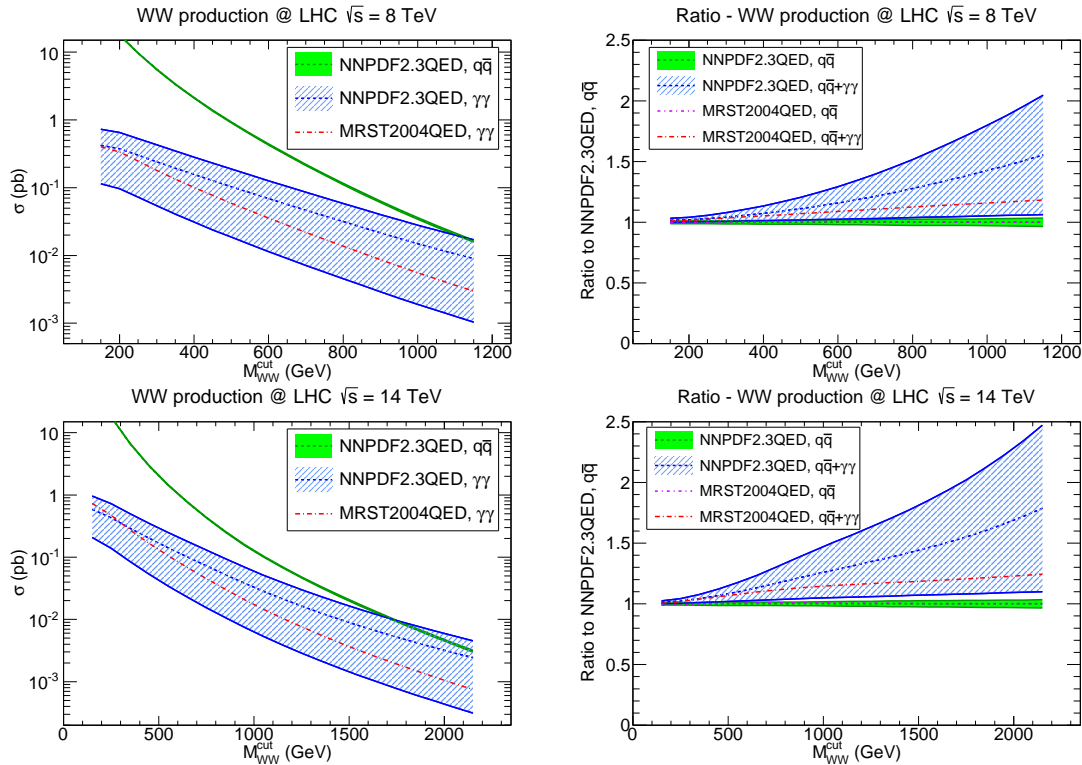 WW production @ LHC √s = 8 TeV
σ (pb)
10
1
10⁻¹
10⁻²
10⁻³
NNPDF2.3QED, qq̅
NNPDF2.3QED, γγ
MRST2004QED, γγ
200 400 600 800 1000 1200
M_WW^cut (GeV)
Ratio - WW production @ LHC √s = 8 TeV
Ratio to NNPDF2.3QED, qq̅
2.5
2
1.5
1
0.5
0
NNPDF2.3QED, qq̅
NNPDF2.3QED, qq̅+γγ
MRST2004QED, qq̅
MRST2004QED, qq̅+γγ
200 400 600 800 1000 1200
M_WW^cut (GeV)
WW production @ LHC √s = 14 TeV
σ (pb)
10
1
10⁻¹
10⁻²
10⁻³
NNPDF2.3QED, qq̅
NNPDF2.3QED, γγ
MRST2004QED, γγ
0 500 1000 1500 2000
M_WW^cut (GeV)
Ratio - WW production @ LHC √s = 14 TeV
Ratio to NNPDF2.3QED, qq̅
2.5
2
1.5
1
0.5
0
NNPDF2.3QED, qq̅
NNPDF2.3QED, qq̅+γγ
MRST2004QED, qq̅
MRST2004QED, qq̅+γγ
0 500 1000 1500 2000
M_WW^cut (GeV)